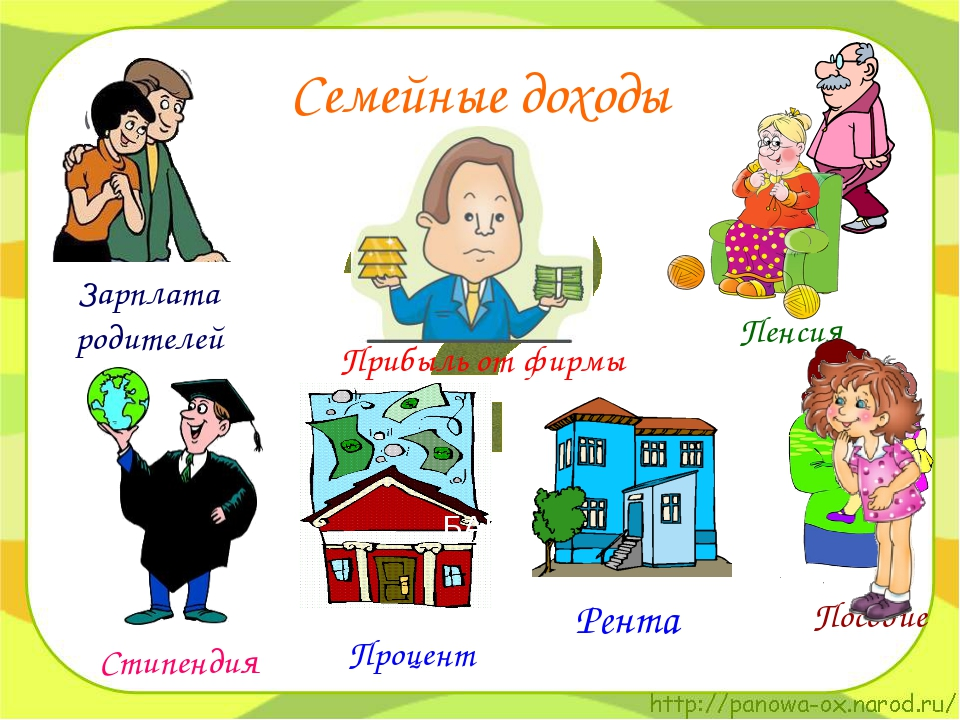 Семейные доходы
Зарплата
родителей
Прибыль от фирмы
Пенсия
Стипендия
Процент
Рента
Пособие
http://panowa-ox.narod.ru/